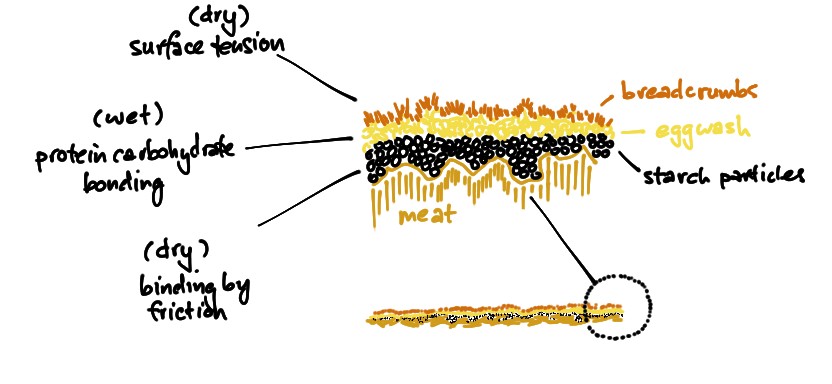 (dry)
surface tension
(wet)
protein carbohydrate
bonding
(dry)
binding by
friction
breadcrumbs
eggwash
starch particles
meat